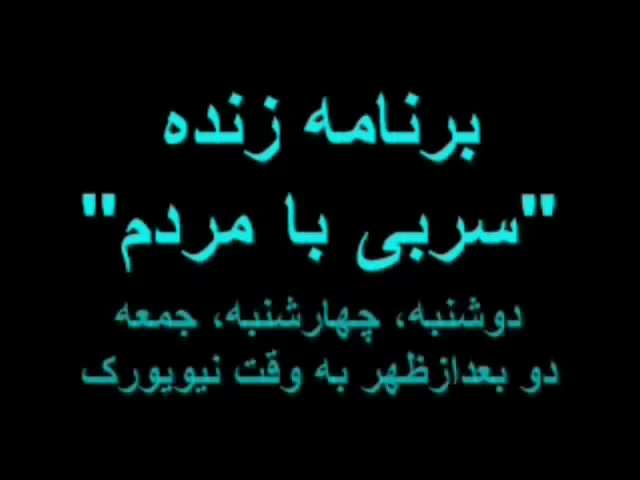 برنامه زنده
"سربی با مردم"
دوشنبه، چهارشنبه، جمعه
دو بعدازظهر به وقت نیویورک